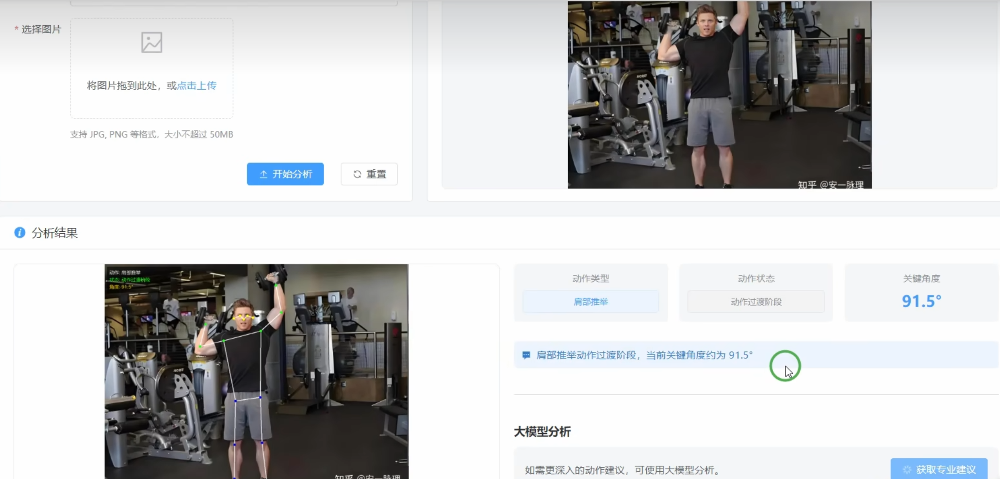 * 选择图片
将图片拖到此处，或点击上传
支持 JPG, PNG 等格式，大小不超过 50MB
开始分析
重置
HOIST
知乎 @安一脉理
分析结果
动作: 肩部推举
状态: 动作过渡阶段
角度: 91.5°
HOIST
知乎 @安一脉理
动作类型
肩部推举
动作状态
动作过渡阶段
关键角度
91.5°
肩部推举动作过渡阶段，当前关键角度约为 91.5°
大模型分析
如需更深入的动作建议，可使用大模型分析。
获取专业建议